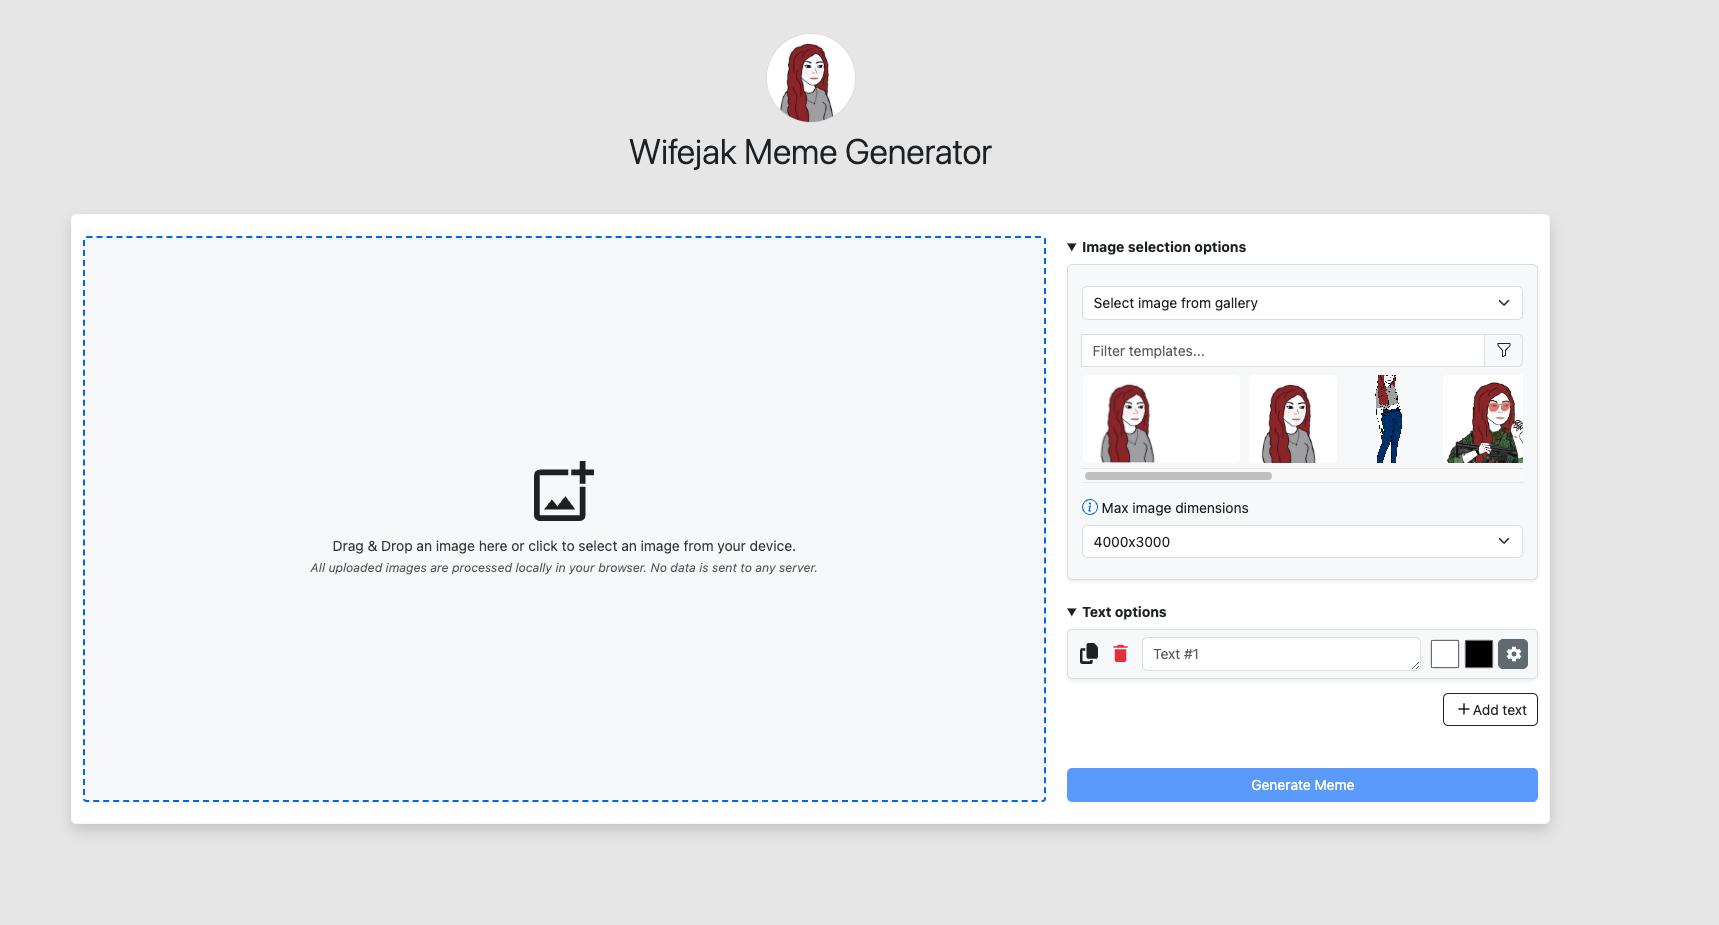 Wifejak Meme Generator
Drag & Drop an image here or click to select an image from your device.
All uploaded images are processed locally in your browser. No data is sent to any server.
Image selection options
Select image from gallery
Filter templates...
Max image dimensions
4000x3000
Text options
Text #1
Add text
Generate Meme